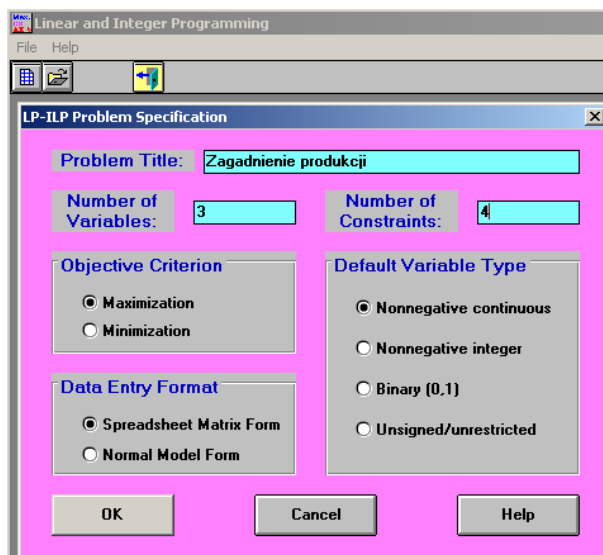 Linear and Integer Programming
File Help
LP-ILP Problem Specification
Problem Title: Zagadnienie produkcji
Number of Variables: 3
Number of Constraints: 4
Objective Criterion
Maximization
Minimization
Default Variable Type
Nonnegative continuous
Nonnegative integer
Binary (0,1)
Unsigned/unrestricted
Data Entry Format
Spreadsheet Matrix Form
Normal Model Form
OK Cancel Help